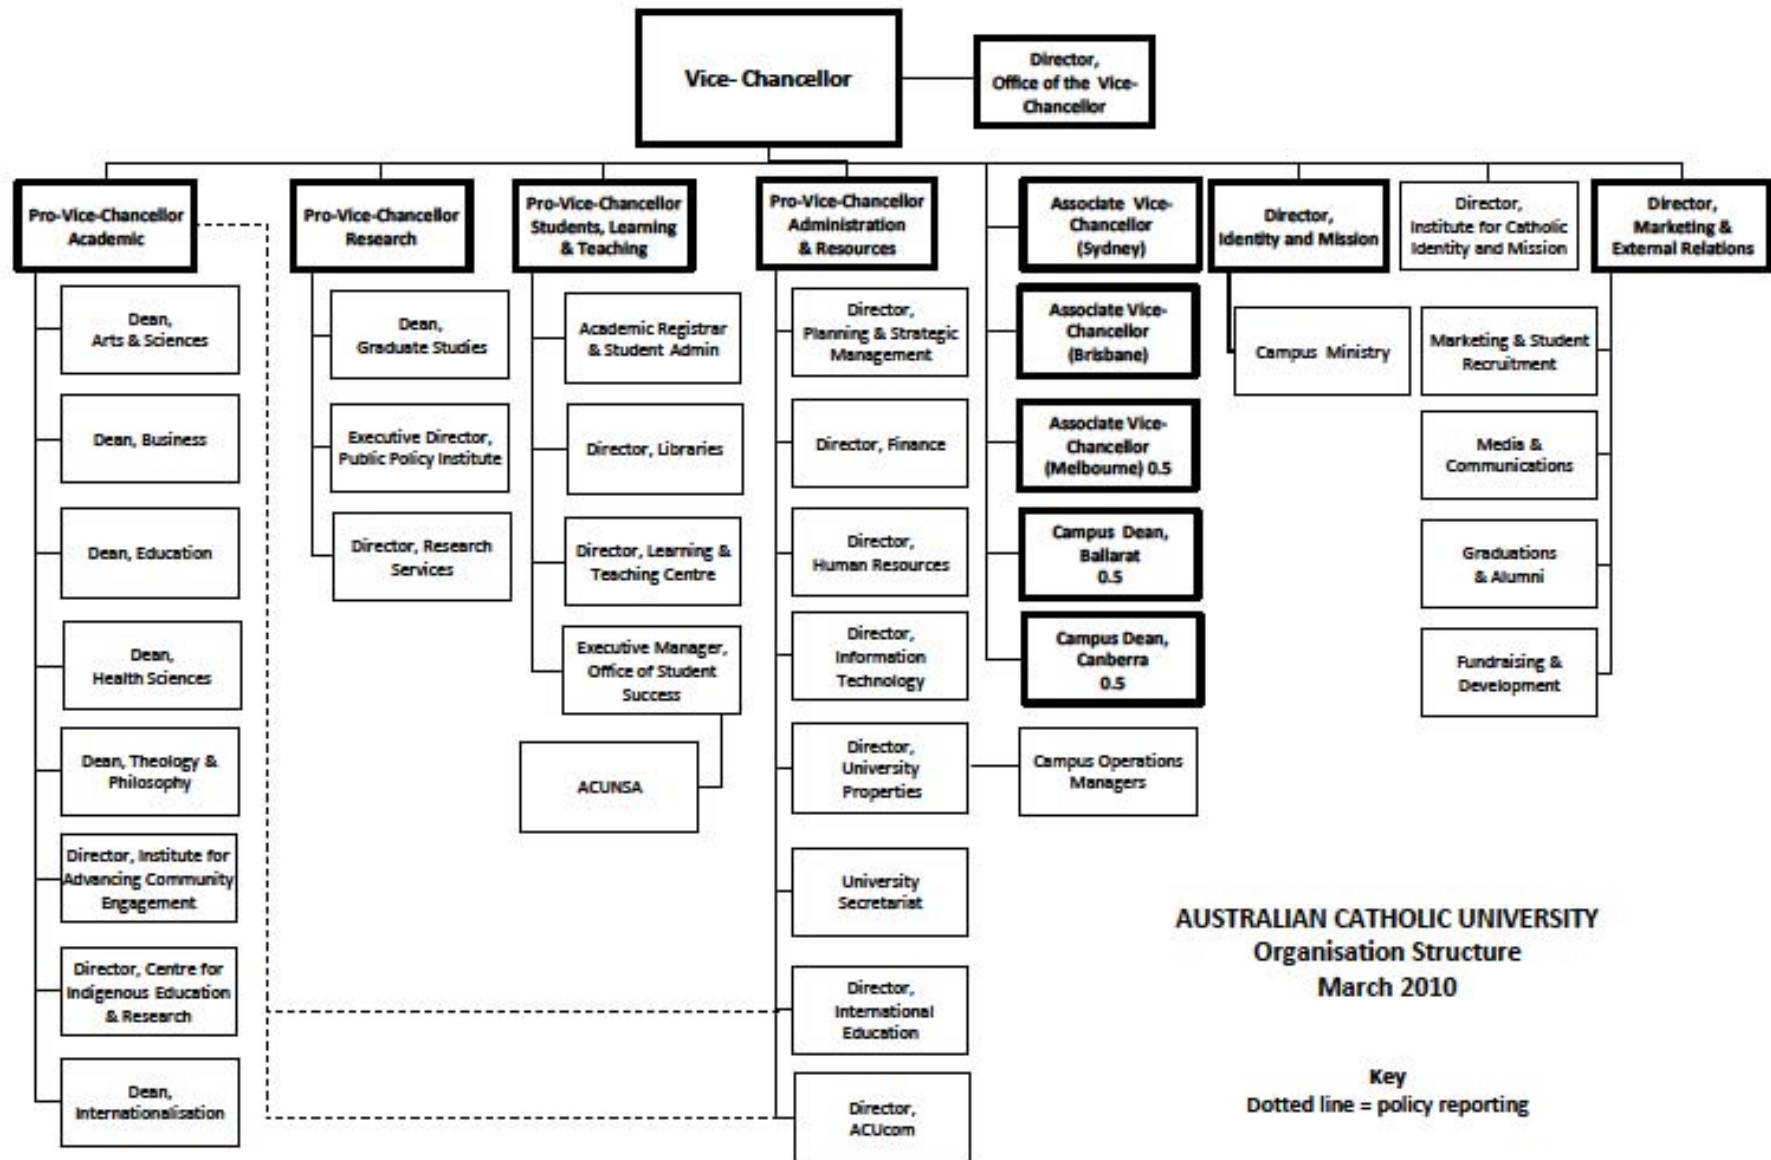 Vice- Chancellor
Director,
Office of the Vice-
Chancellor
Pro-Vice-Chancellor
Academic
Pro-Vice-Chancellor
Research
Pro-Vice-Chancellor
Students, Learning
& Teaching
Pro-Vice-Chancellor
Administration
& Resources
Associate Vice-
Chancellor
(Sydney)
Director,
Identity and Mission
Director,
Institute for Catholic
Identity and Mission
Director,
Marketing &
External Relations
Dean,
Arts & Sciences
Dean, Business
Dean, Education
Dean,
Health Sciences
Dean, Theology &
Philosophy
Director, Institute for
Advancing Community
Engagement
Director, Centre for
Indigenous Education
& Research
Dean,
Internationalisation
Dean,
Graduate Studies
Executive Director,
Public Policy Institute
Director, Research
Services
Academic Registrar
& Student Admin
Director, Libraries
Director, Learning &
Teaching Centre
Executive Manager,
Office of Student
Success
ACUNSA
Director,
Planning & Strategic
Management
Director, Finance
Director,
Human Resources
Director,
Information
Technology
Director,
University
Properties
University
Secretariat
Director,
International
Education
Director,
ACUcom
Associate Vice-
Chancellor
(Brisbane)
Associate Vice-
Chancellor
(Melbourne) 0.5
Campus Dean,
Ballarat
0.5
Campus Dean,
Canberra
0.5
Campus Operations
Managers
Campus Ministry
Marketing & Student
Recruitment
Media &
Communications
Graduations
& Alumni
Fundraising &
Development
AUSTRALIAN CATHOLIC UNIVERSITY
Organisation Structure
March 2010
Key
Dotted line = policy reporting